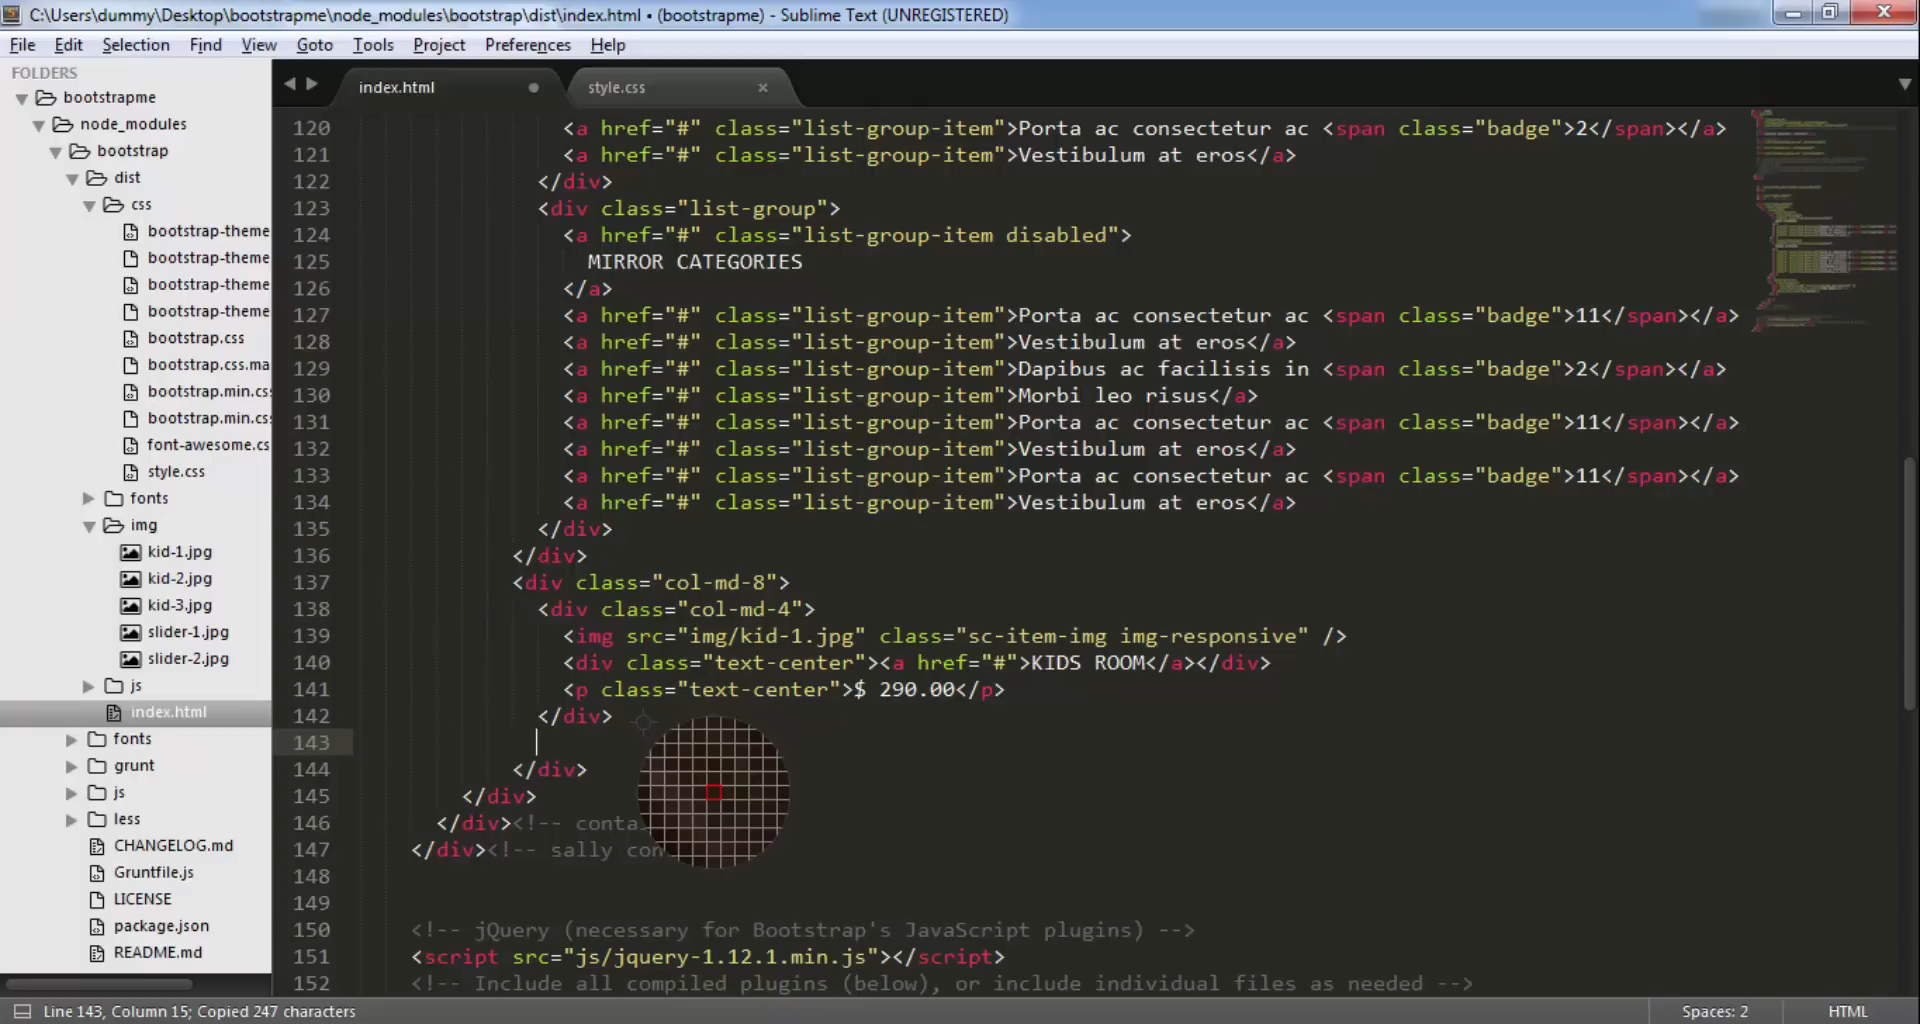 C:\Users\dummy\Desktop\bootstrapme\node_modules\bootstrap\dist\index.html • (bootstrapme) - Sublime Text (UNREGISTERED)
File Edit Selection Find View Goto Tools Project Preferences Help
FOLDERS
bootstrapme
node_modules
bootstrap
dist
css
bootstrap-theme
bootstrap-theme
bootstrap-theme
bootstrap-theme
bootstrap.css
bootstrap.css.ma
bootstrap.min.cs
bootstrap.min.cs
font-awesome.cs
style.css
fonts
img
kid-1.jpg
kid-2.jpg
kid-3.jpg
slider-1.jpg
slider-2.jpg
js
index.html
fonts
grunt
js
less
CHANGELOG.md
Gruntfile.js
LICENSE
package.json
README.md
index.html
style.css
120 <a href="#" class="list-group-item">Porta ac consectetur ac <span class="badge">2</span></a>
121 <a href="#" class="list-group-item">Vestibulum at eros</a>
122 </div>
123 <div class="list-group">
124 <a href="#" class="list-group-item disabled">
125 MIRROR CATEGORIES
126 </a>
127 <a href="#" class="list-group-item">Porta ac consectetur ac <span class="badge">11</span></a>
128 <a href="#" class="list-group-item">Vestibulum at eros</a>
129 <a href="#" class="list-group-item">Dapibus ac facilisis in <span class="badge">2</span></a>
130 <a href="#" class="list-group-item">Morbi leo risus</a>
131 <a href="#" class="list-group-item">Porta ac consectetur ac <span class="badge">11</span></a>
132 <a href="#" class="list-group-item">Vestibulum at eros</a>
133 <a href="#" class="list-group-item">Porta ac consectetur ac <span class="badge">11</span></a>
134 <a href="#" class="list-group-item">Vestibulum at eros</a>
135 </div>
136 </div>
137 <div class="col-md-8">
138 <div class="col-md-4">
139 <img src="img/kid-1.jpg" class="sc-item-img img-responsive" />
140 <div class="text-center"><a href="#">KIDS ROOM</a></div>
141 <p class="text-center">$ 290.00</p>
142 </div>
143
144 </div>
145 </div>
146 </div><!-- conta
147 </div><!-- sally con
148
149
150 <!-- jQuery (necessary for Bootstrap's JavaScript plugins) -->
151 <script src="js/jquery-1.12.1.min.js"></script>
152 <!-- Include all compiled plugins (below), or include individual files as needed -->
Line 143, Column 15; Copied 247 characters
Spaces: 2
HTML